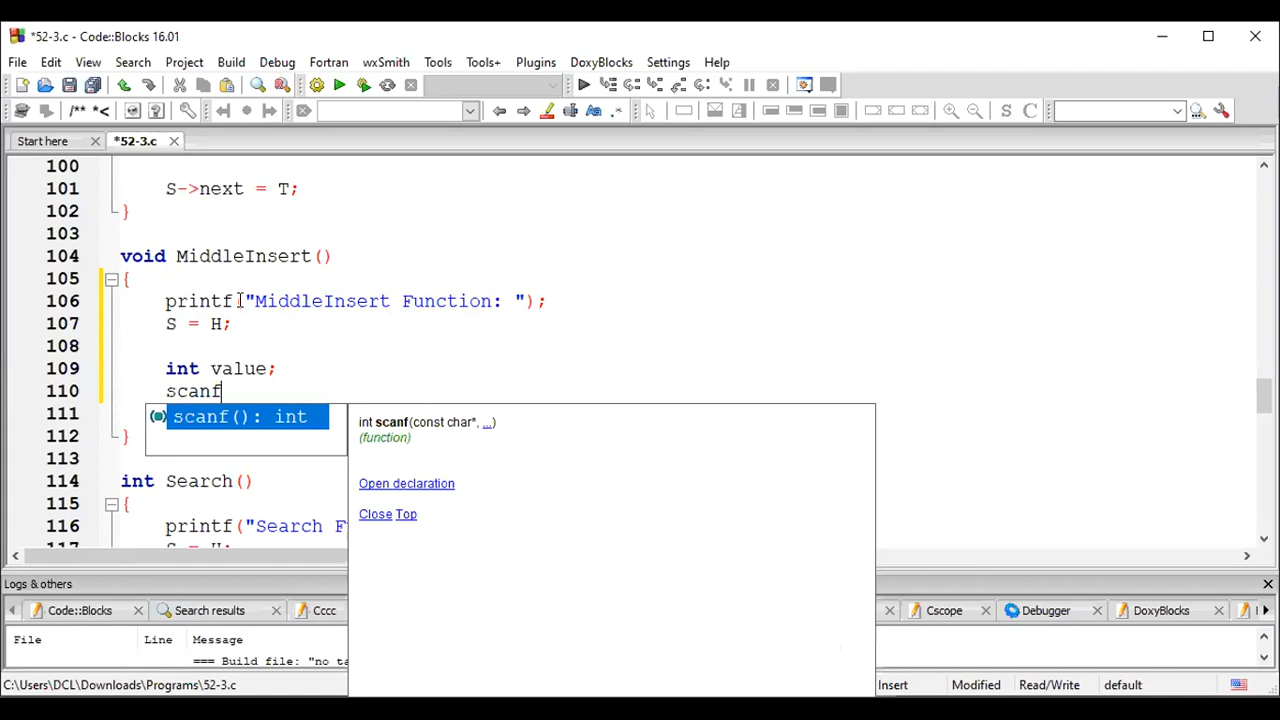 *52-3.c - Code::Blocks 16.01
File Edit View Search Project Build Debug Fortran wxSmith Tools Tools+ Plugins DoxyBlocks Settings Help
/** *< Aa .* S C
Start here *52-3.c
100
101 S->next = T;
102 }
103
104 void MiddleInsert()
105 {
106 printf("MiddleInsert Function: ");
107 S = H;
108
109 int value;
110 scanf
111 scanf(): int int scanf(const char*, ...)
(function)
112 }
113
Open declaration
114 int Search()
Close Top
115 {
116 printf("Search F
117 S = H;
Logs & others
Code::Blocks Search results Cccc Cscope Debugger DoxyBlocks
File Line Message
=== Build file: "no ta
C:\Users\DCL\Downloads\Programs\52-3.c Insert Modified Read/Write default